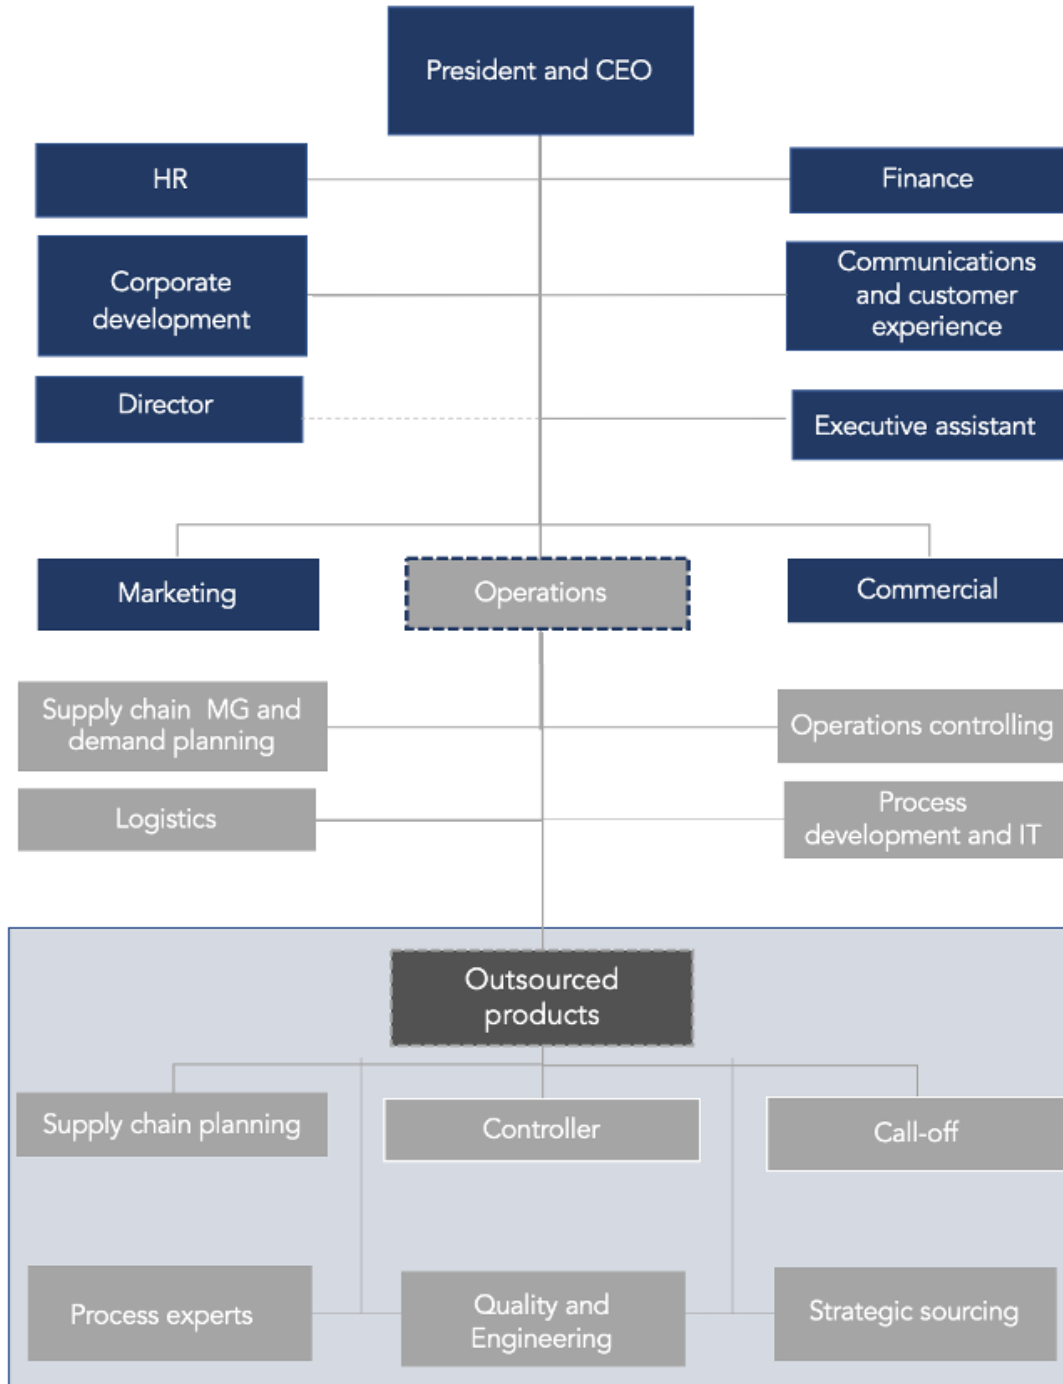 President and CEO
HR
Finance
Corporate
development
Communications
and customer
experience
Director
Executive assistant
Marketing
Operations
Commercial
Supply chain MG and
demand planning
Operations controlling
Logistics
Process
development and IT
Outsourced
products
Supply chain planning
Controller
Call-off
Process experts
Quality and
Engineering
Strategic sourcing